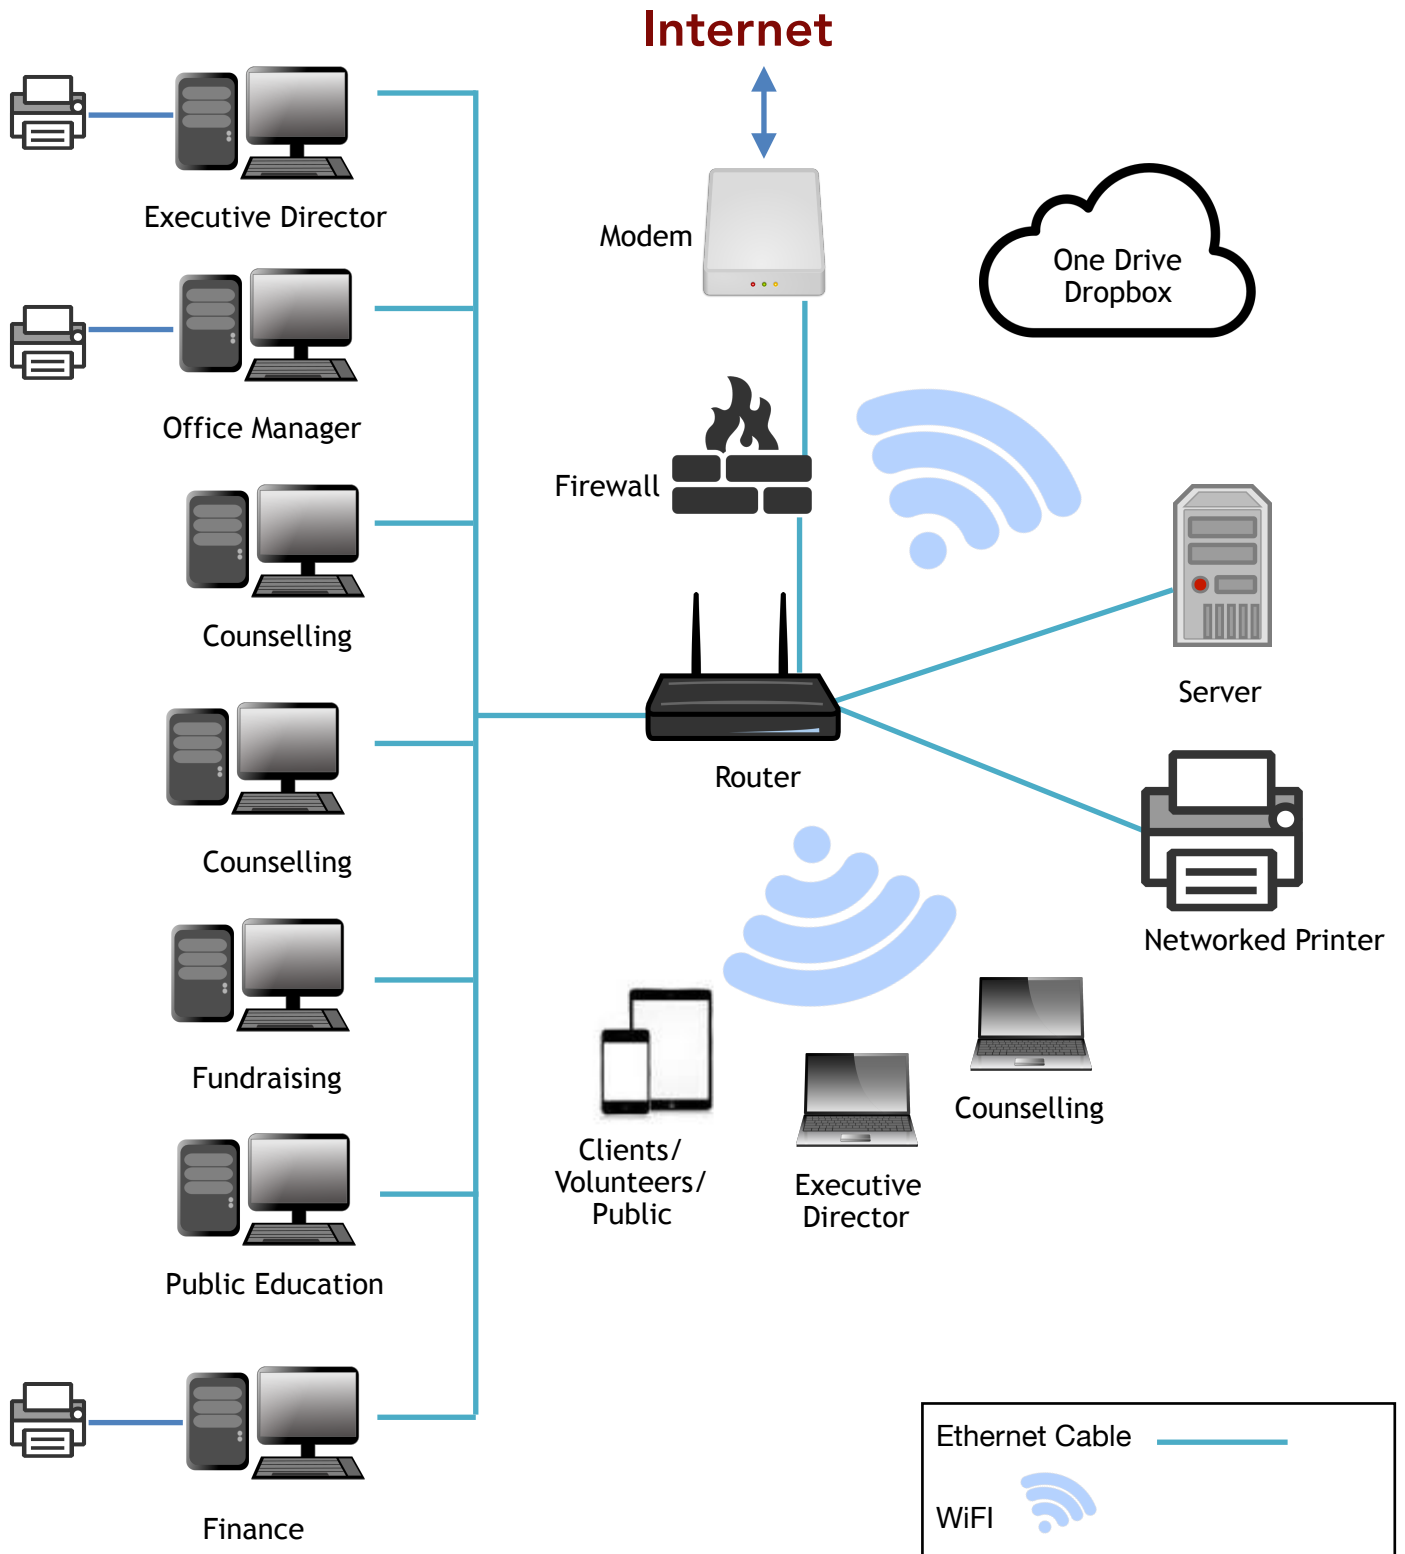 Internet
Executive Director
Modem
One Drive
Dropbox
Office Manager
Firewall
Counselling
Server
Router
Counselling
Networked Printer
Fundraising
Counselling
Clients/
Volunteers/
Public
Executive
Director
Public Education
Ethernet Cable
WiFI
Finance